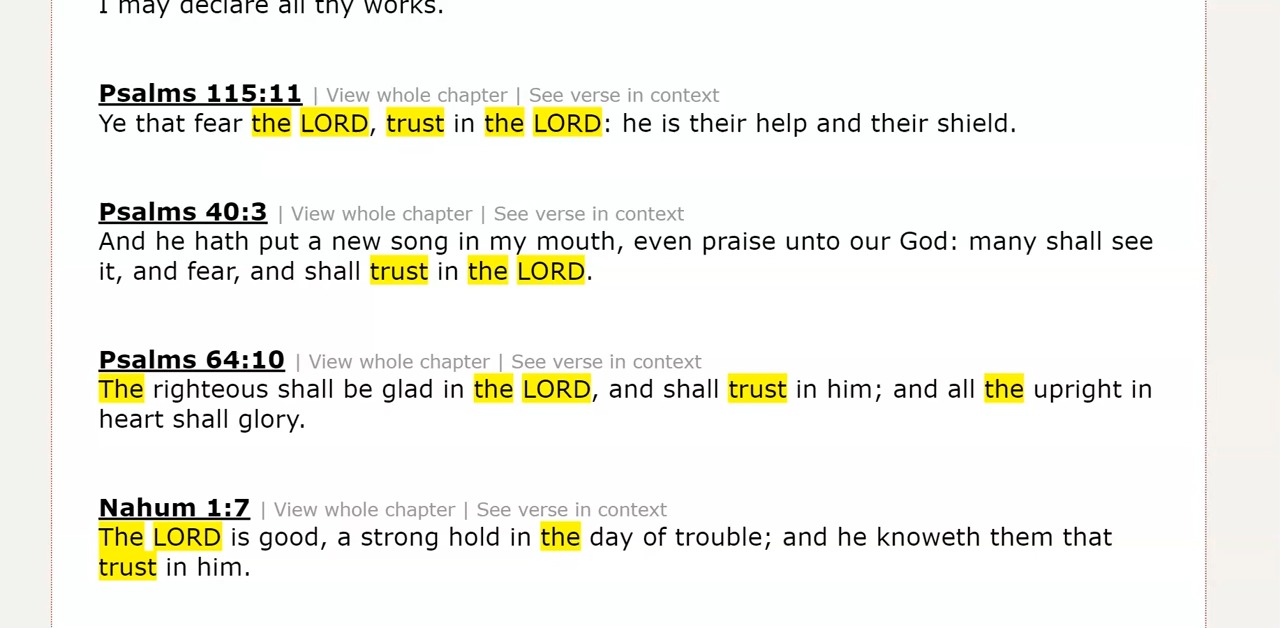 I may declare all thy works.
Psalms 115:11 | View whole chapter | See verse in context
Ye that fear the LORD, trust in the LORD: he is their help and their shield.
Psalms 40:3 | View whole chapter | See verse in context
And he hath put a new song in my mouth, even praise unto our God: many shall see
it, and fear, and shall trust in the LORD.
Psalms 64:10 | View whole chapter | See verse in context
The righteous shall be glad in the LORD, and shall trust in him; and all the upright in
heart shall glory.
Nahum 1:7 | View whole chapter | See verse in context
The LORD is good, a strong hold in the day of trouble; and he knoweth them that
trust in him.